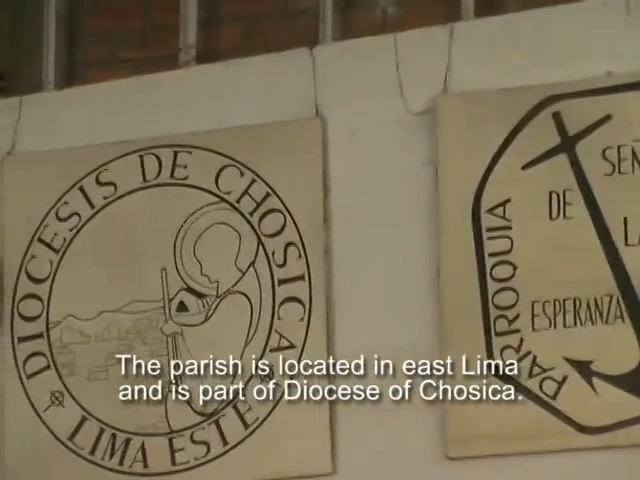 DIOCESIS DE CHOSICA
LIMA ESTE
PARROQUIA
DE
ESPERANZA
The parish is located in east Lima
and is part of Diocese of Chosica.